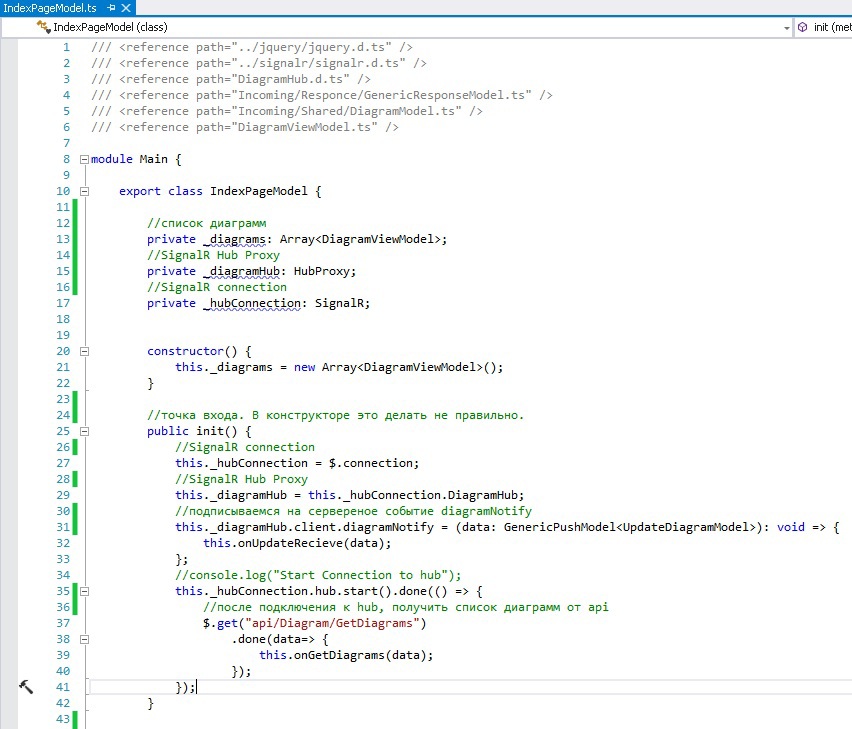 IndexPageModel.ts
IndexPageModel (class) init (met
1 /// <reference path="../jquery/jquery.d.ts" />
2 /// <reference path="../signalr/signalr.d.ts" />
3 /// <reference path="DiagramHub.d.ts" />
4 /// <reference path="Incoming/Responce/GenericResponseModel.ts" />
5 /// <reference path="Incoming/Shared/DiagramModel.ts" />
6 /// <reference path="DiagramViewModel.ts" />
7
8 module Main {
9
10 export class IndexPageModel {
11
12 //список диаграмм
13 private _diagrams: Array<DiagramViewModel>;
14 //SignalR Hub Proxy
15 private _diagramHub: HubProxy;
16 //SignalR connection
17 private _hubConnection: SignalR;
18
19
20 constructor() {
21 this._diagrams = new Array<DiagramViewModel>();
22 }
23
24 //точка входа. В конструкторе это делать не правильно.
25 public init() {
26 //SignalR connection
27 this._hubConnection = $.connection;
28 //SignalR Hub Proxy
29 this._diagramHub = this._hubConnection.DiagramHub;
30 //подписываемся на сервереное событие diagramNotify
31 this._diagramHub.client.diagramNotify = (data: GenericPushModel<UpdateDiagramModel>): void => {
32 this.onUpdateRecieve(data);
33 };
34 //console.log("Start Connection to hub");
35 this._hubConnection.hub.start().done(() => {
36 //после подключения к hub, получить список диаграмм от api
37 $.get("api/Diagram/GetDiagrams")
38 .done(data=> {
39 this.onGetDiagrams(data);
40 });
41 });
42 }
43